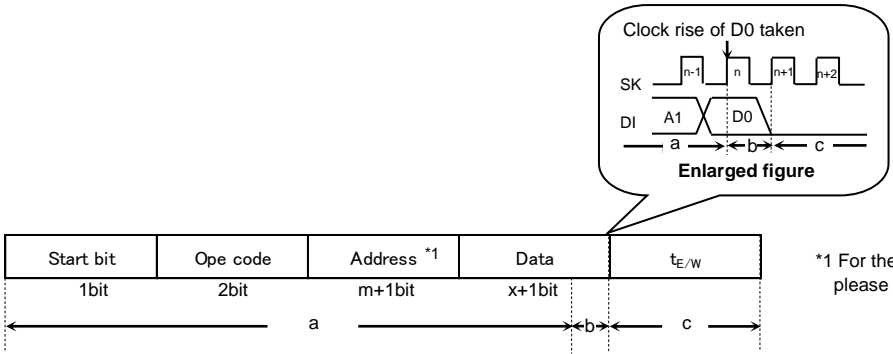 Clock rise of D0 taken
SK n-1 n n+1 n+2
DI A1 D0
a b c
Enlarged figure
Start bit Ope code Address *1 Data tE/W
1bit 2bit m+1bit x+1bit
a b c
*1 For the
please